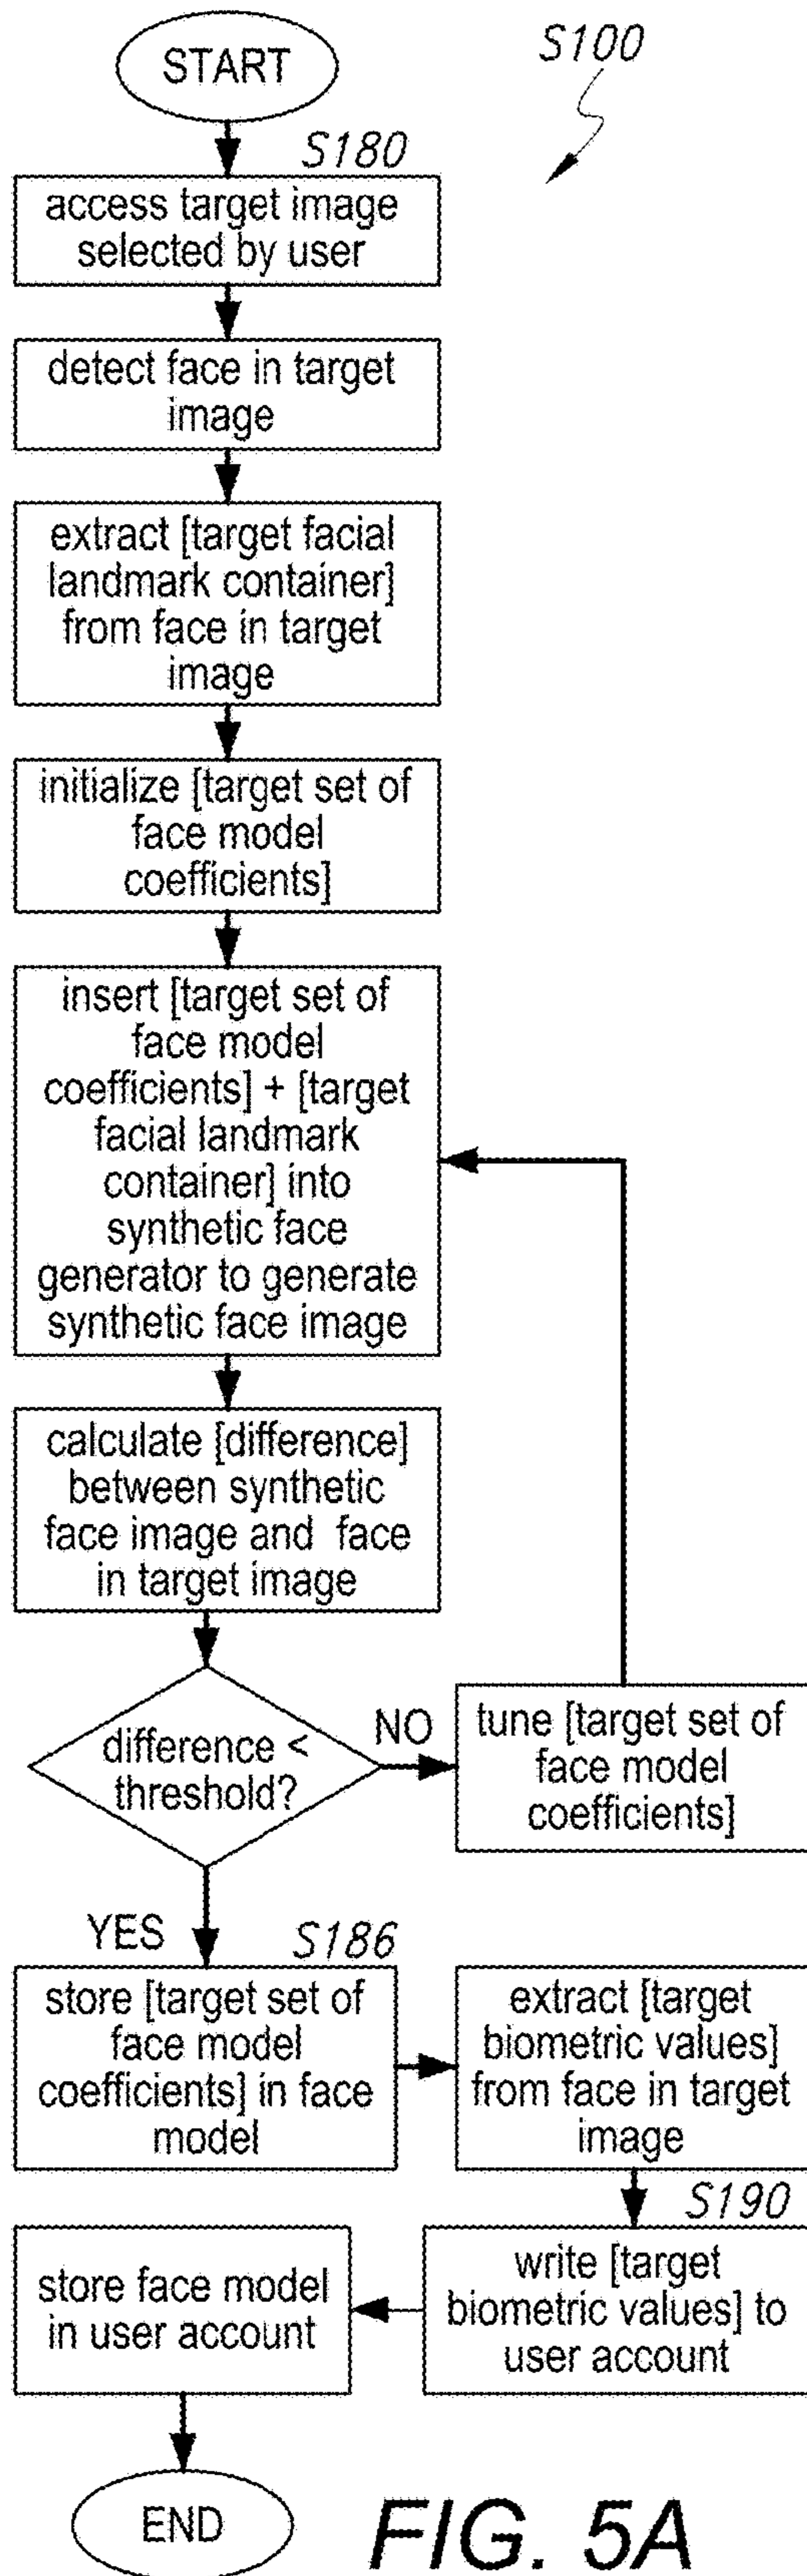 START
S100
S180
access target image
selected by user
detect face in target
image
extract [target facial
landmark container]
from face in target
image
initialize [target set of
face model
coefficients]
insert [target set of
face model
coefficients] + [target
facial landmark
container] into
synthetic face
generator to generate
synthetic face image
calculate [difference]
between synthetic
face image and face
in target image
difference <
threshold?
NO
tune [target set of
face model
coefficients]
YES
S186
store [target set of
face model
coefficients] in face
model
extract [target
biometric values]
from face in target
image
S190
write [target
biometric values] to
user account
store face model
in user account
END
FIG. 5A